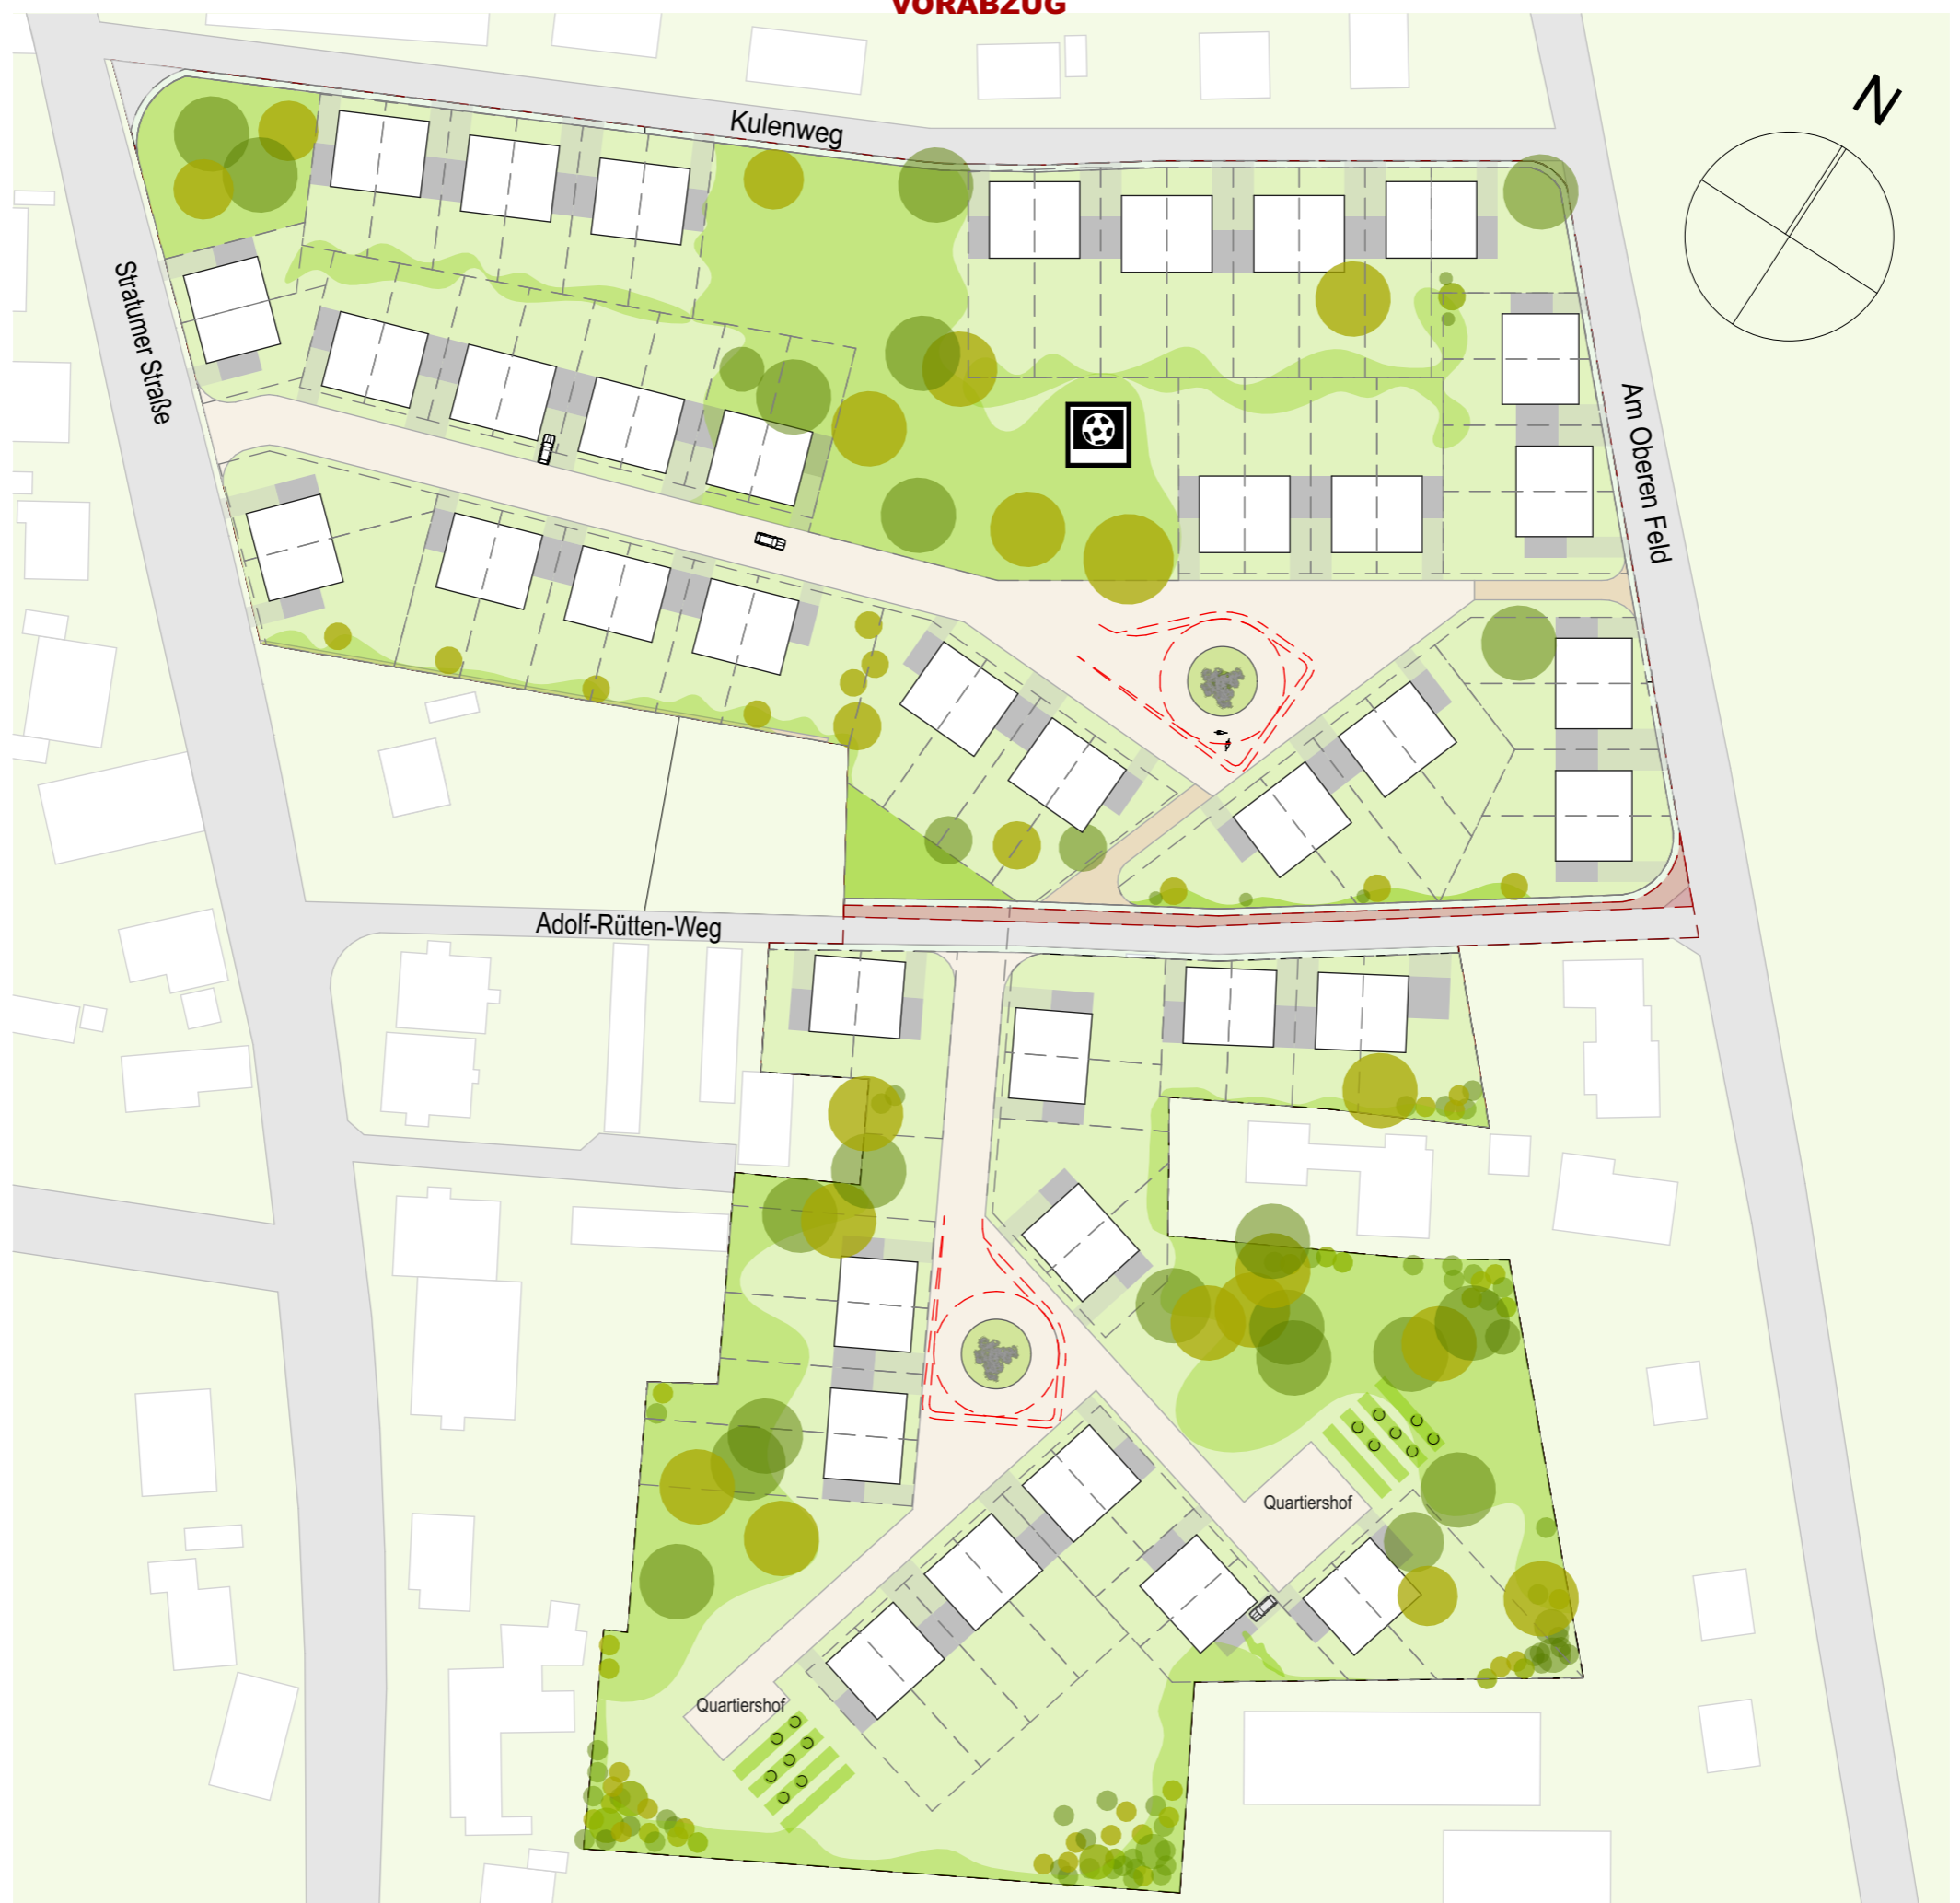 VORABZUG
Kulenweg
N
Stratumer Straße
Am Oberen Feld
Adolf-Rütten-Weg
Quartiershof
Quartiershof